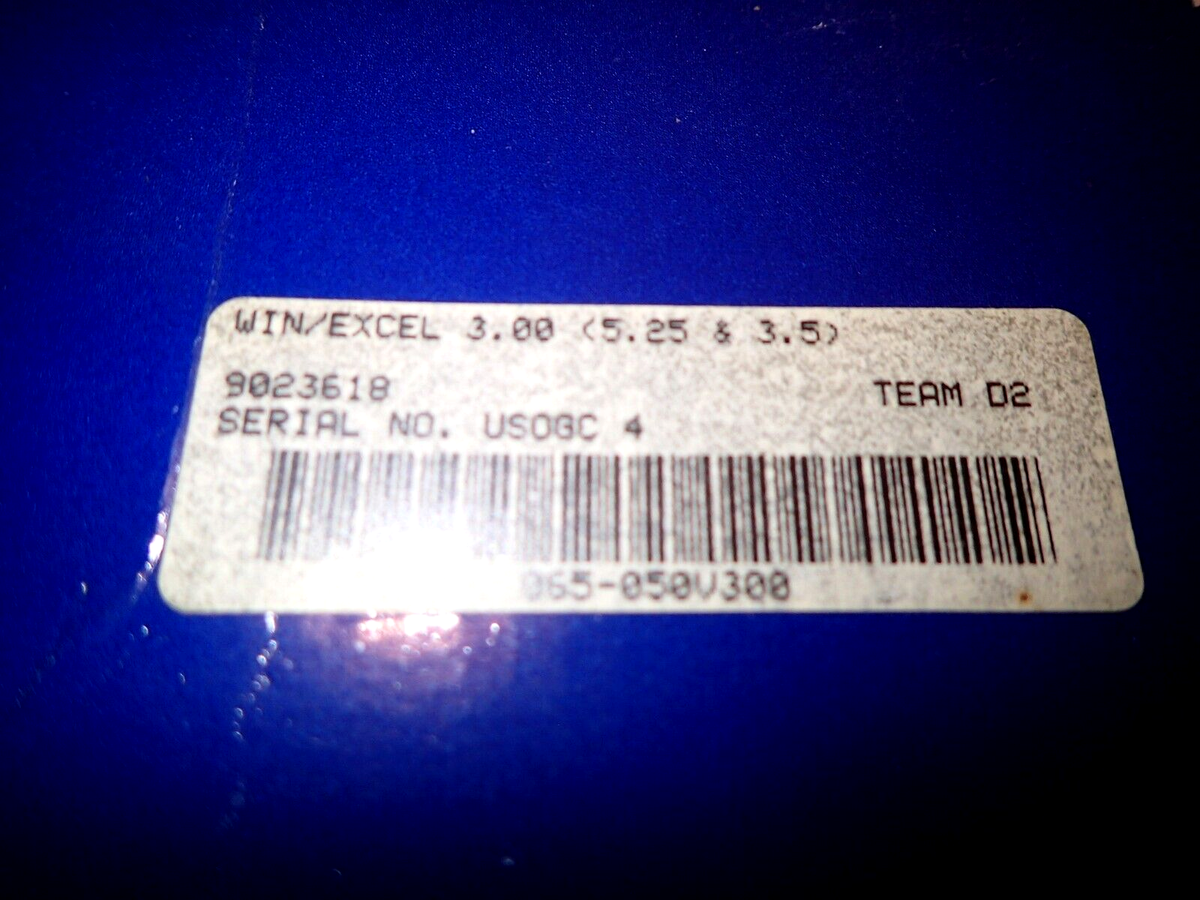 WIN/EXCEL 3.00 (5.25 & 3.5)
9023618 TEAM D2
SERIAL NO. USOGC 4
065-050V300